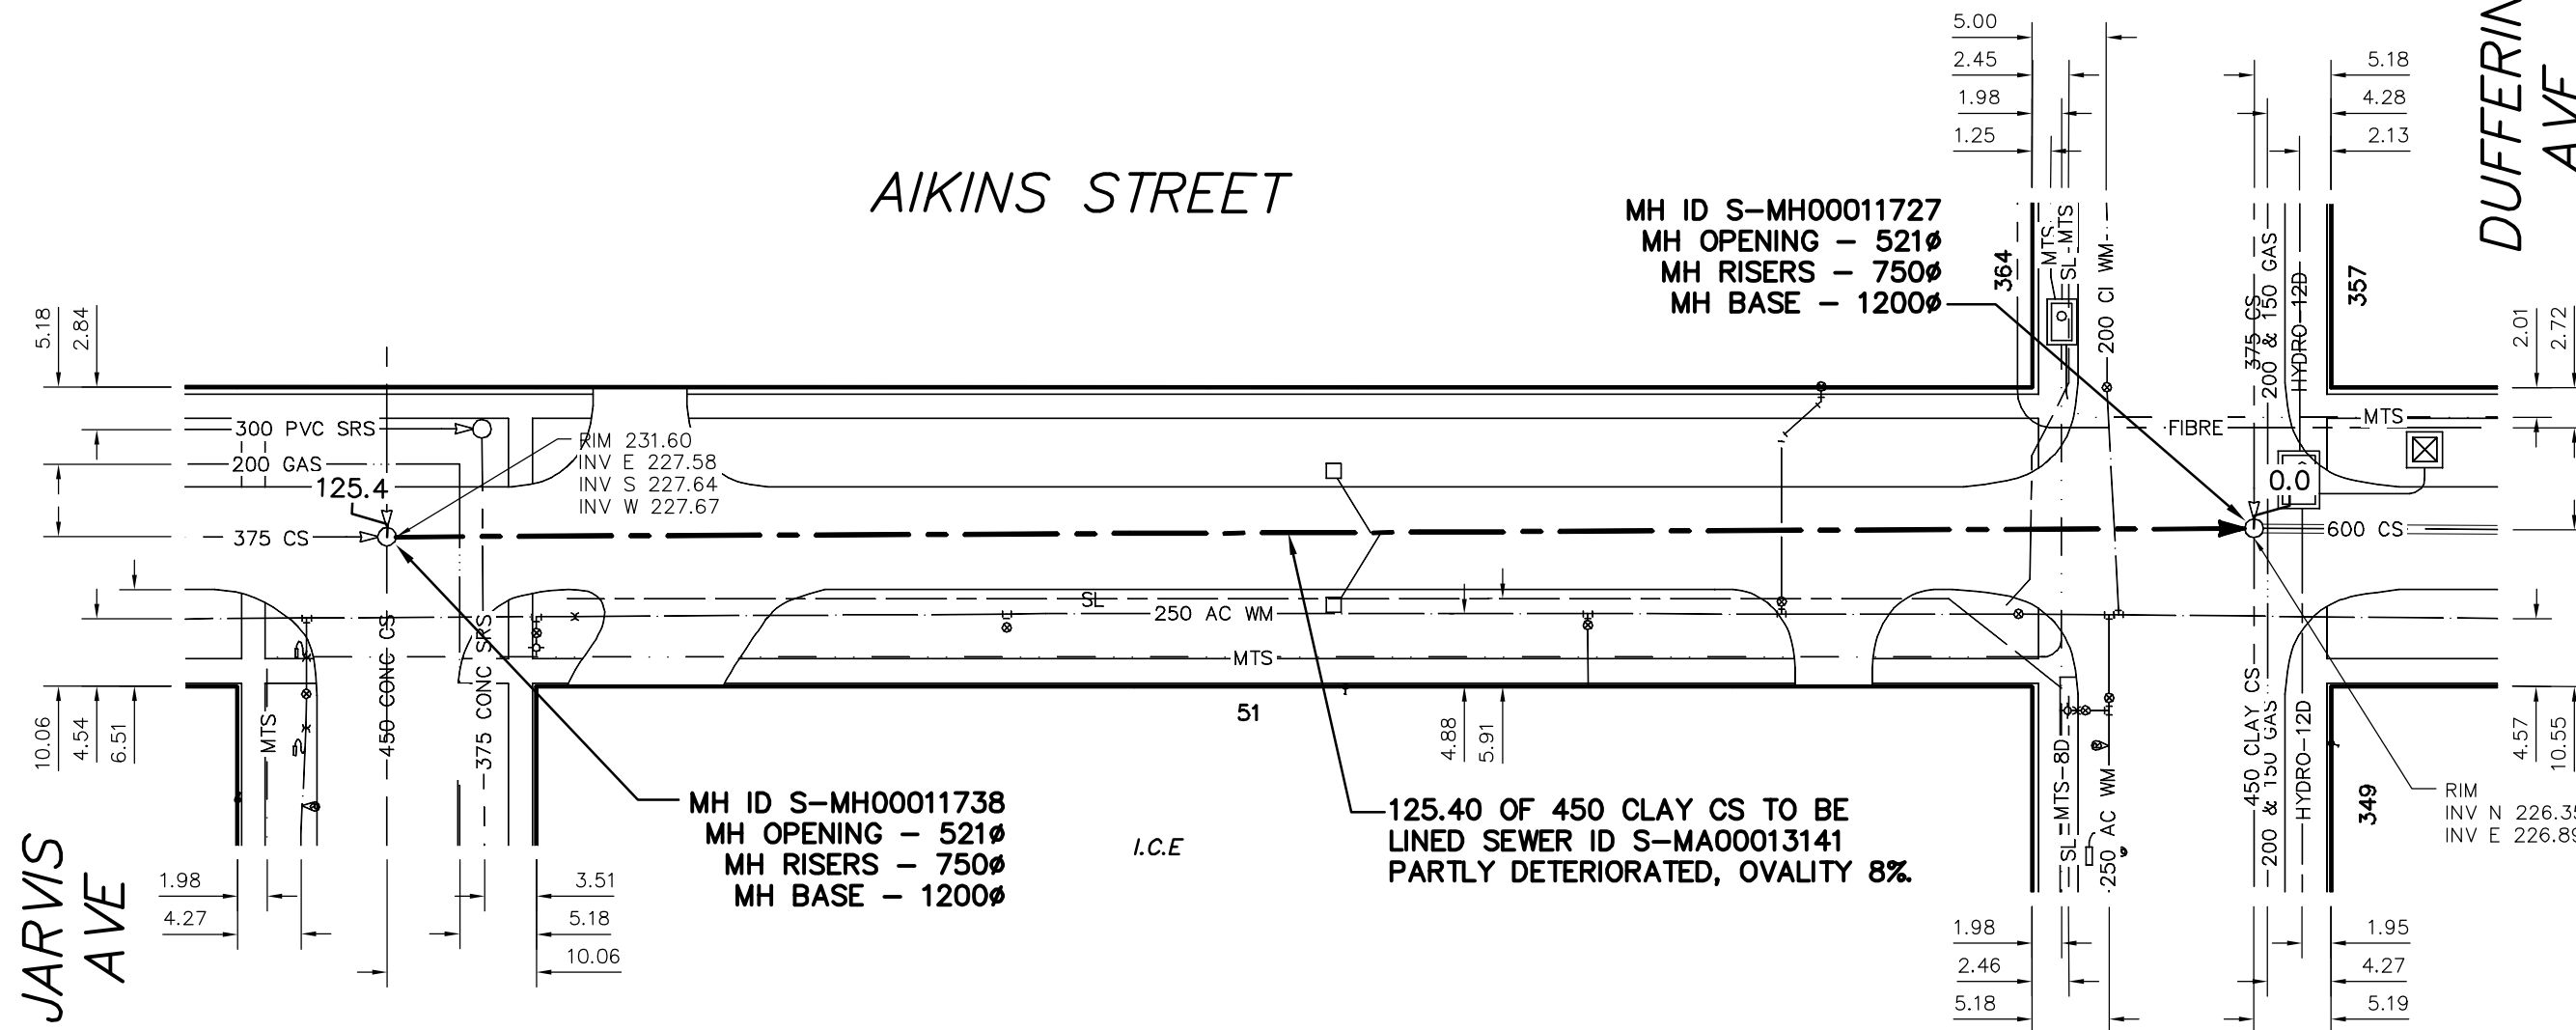 AIKINS STREET
JARVIS
AVE
DUFFERIN
AVE
MH ID S-MH00011727
MH OPENING - 521ø
MH RISERS - 750ø
MH BASE - 1200ø
5.00
2.45
1.98
1.25
5.18
4.28
2.13
364
357
MTS
SL-MTS
200 CI WM
375 CS
200 & 150 GAS
HYDRO-12D
5.18
2.84
2.01
2.72
300 PVC SRS
200 GAS
125.4
375 CS
RIM 231.60
INV E 227.58
INV S 227.64
INV W 227.67
FIBRE
MTS
0.0
600 CS
SL
250 AC WM
MTS
10.06
4.54
6.51
MTS
450 CONC CS
375 CONC SRS
51
4.88
5.91
4.57
10.55
SL-MTS-8D
250 AC WM
450 CLAY CS
200 & 150 GAS
HYDRO-12D
349
RIM
INV N 226.35
INV E 226.89
MH ID S-MH00011738
MH OPENING - 521ø
MH RISERS - 750ø
MH BASE - 1200ø
I.C.E
125.40 OF 450 CLAY CS TO BE
LINED SEWER ID S-MA00013141
PARTLY DETERIORATED, OVALITY 8%.
1.98
4.27
3.51
5.18
10.06
1.98
2.46
5.18
1.95
4.27
5.19